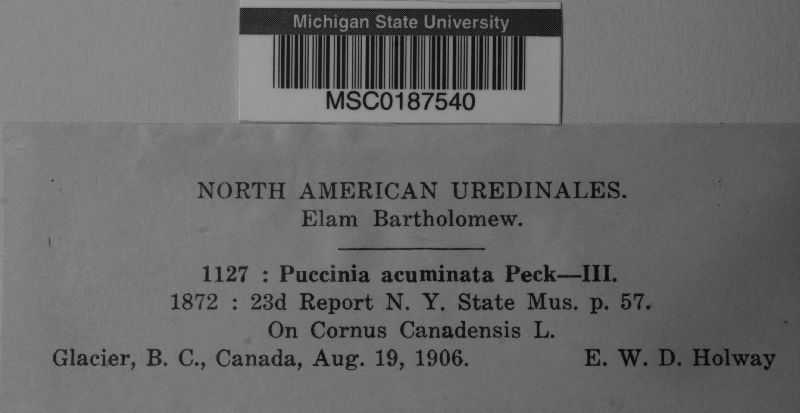 Michigan State University
MSC0187540
NORTH AMERICAN UREDINALES.
Elam Bartholomew.
1127 : Puccinia acuminata Peck—III.
1872 : 23d Report N. Y. State Mus. p. 57.
On Cornus Canadensis L.
Glacier, B. C., Canada, Aug. 19, 1906. E. W. D. Holway